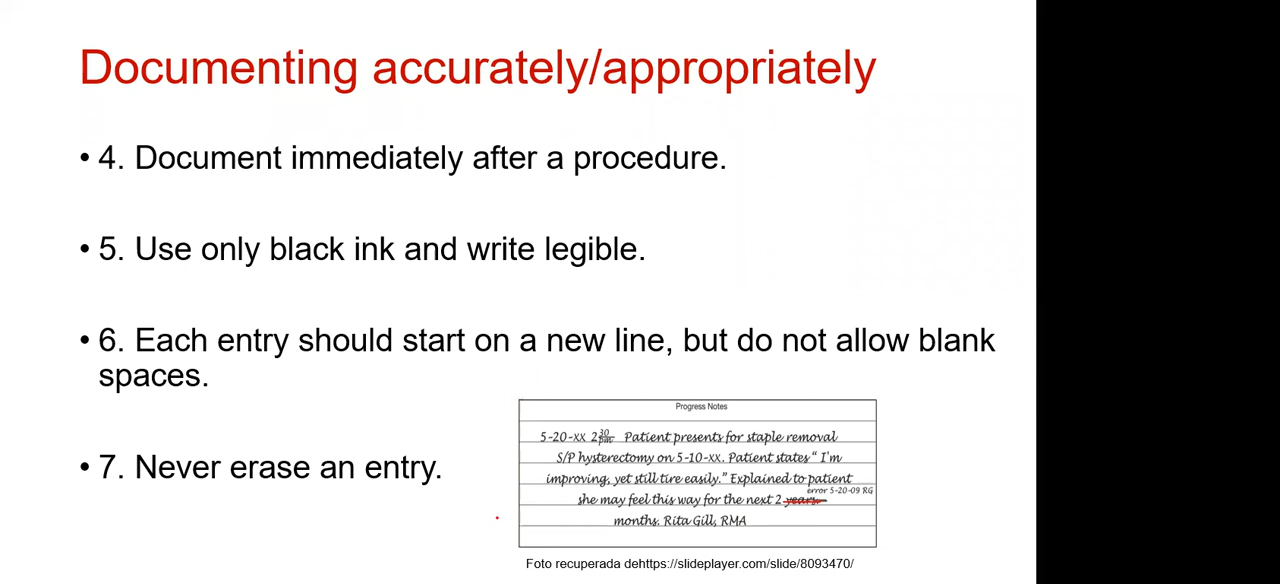 Documenting accurately/appropriately
• 4. Document immediately after a procedure.
• 5. Use only black ink and write legible.
• 6. Each entry should start on a new line, but do not allow blank
spaces.
• 7. Never erase an entry.
Progress Notes
5-20-xx 2 30 pm Patient presents for staple removal
S/P hysterectomy on 5-10-xx. Patient states “ I'm
improving, yet still tire easily.” Explained to patient
error 5-20-09 RG
she may feel this way for the next 2 years.
months. Rita Gill, RMA
Foto recuperada dehttps://slideplayer.com/slide/8093470/